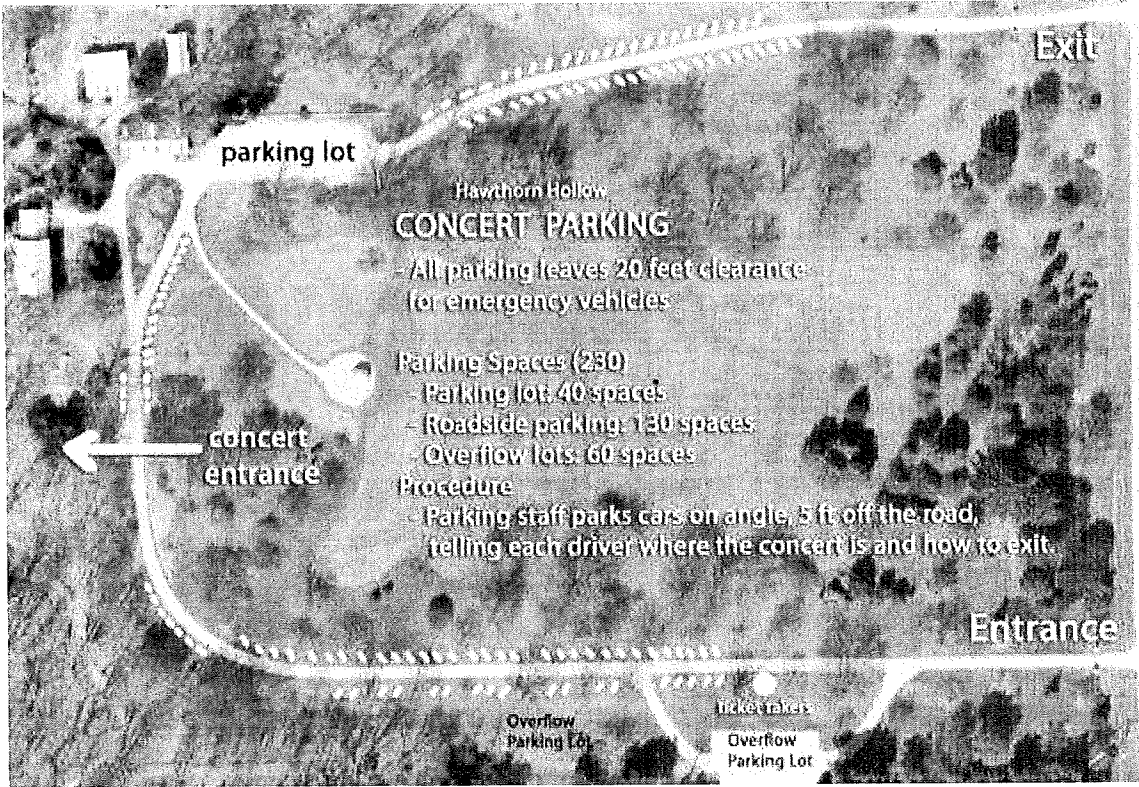 Exit
parking lot
Hawthorn Hollow
CONCERT PARKING
- All parking leaves 20 feet clearance
for emergency vehicles
Parking Spaces (230)
- Parking lot: 40 spaces
- Roadside parking: 130 spaces
- Overflow lots: 60 spaces
concert
entrance
Procedure
- Parking staff parks cars on angle, 5 ft off the road,
telling each driver where the concert is and how to exit.
Entrance
ticket takers
Overflow
Parking Lot
Overflow
Parking Lot